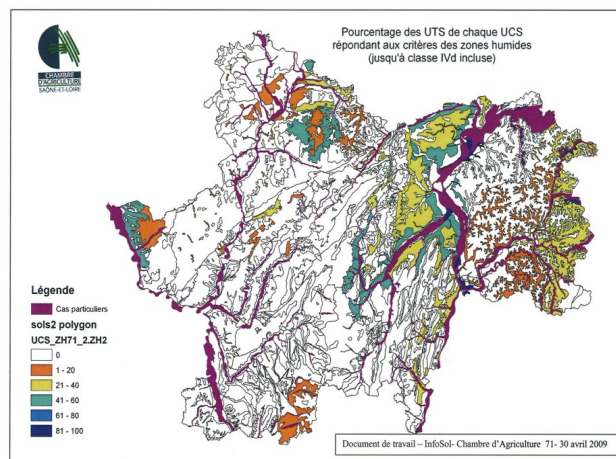 Pourcentage des UTS de chaque UCS
répondant aux critères des zones humides
(jusqu'à classe IVd incluse)
CHAMBRE
D'AGRICULTURE
SAÔNE-ET-LOIRE
Légende
Cas particuliers
sols2 polygon
UCS_ZH71_2.ZH2
0
1 - 20
21 - 40
41 - 60
61 - 80
81 - 100
Document de travail – InfoSol- Chambre d'Agriculture 71- 30 avril 2009